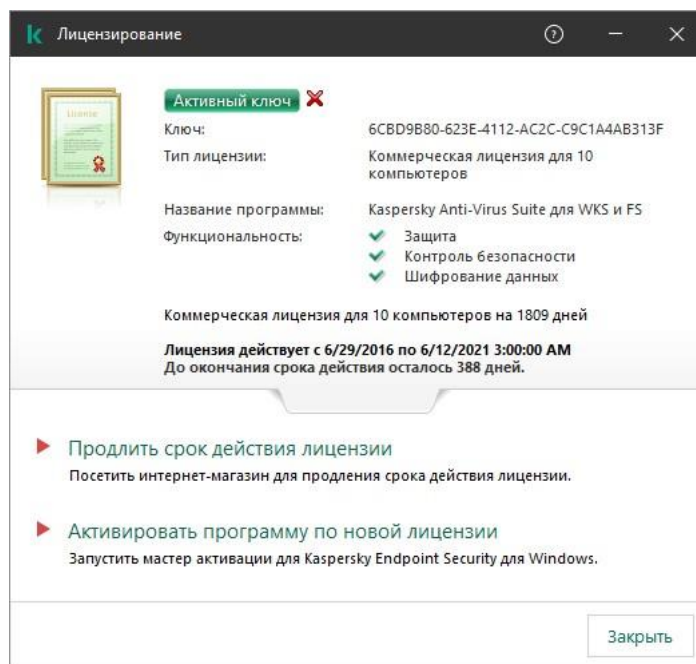 Лицензирование
License
Активный ключ
Ключ: 6CBD9B80-623E-4112-AC2C-C9C1A4AB313F
Тип лицензии: Коммерческая лицензия для 10
компьютеров
Название программы: Kaspersky Anti-Virus Suite для WKS и FS
Функциональность: Защита
Контроль безопасности
Шифрование данных
Коммерческая лицензия для 10 компьютеров на 1809 дней
Лицензия действует с 6/29/2016 по 6/12/2021 3:00:00 AM
До окончания срока действия осталось 388 дней.
Продлить срок действия лицензии
Посетить интернет-магазин для продления срока действия лицензии.
Активировать программу по новой лицензии
Запустить мастер активации для Kaspersky Endpoint Security для Windows.
Закрыть